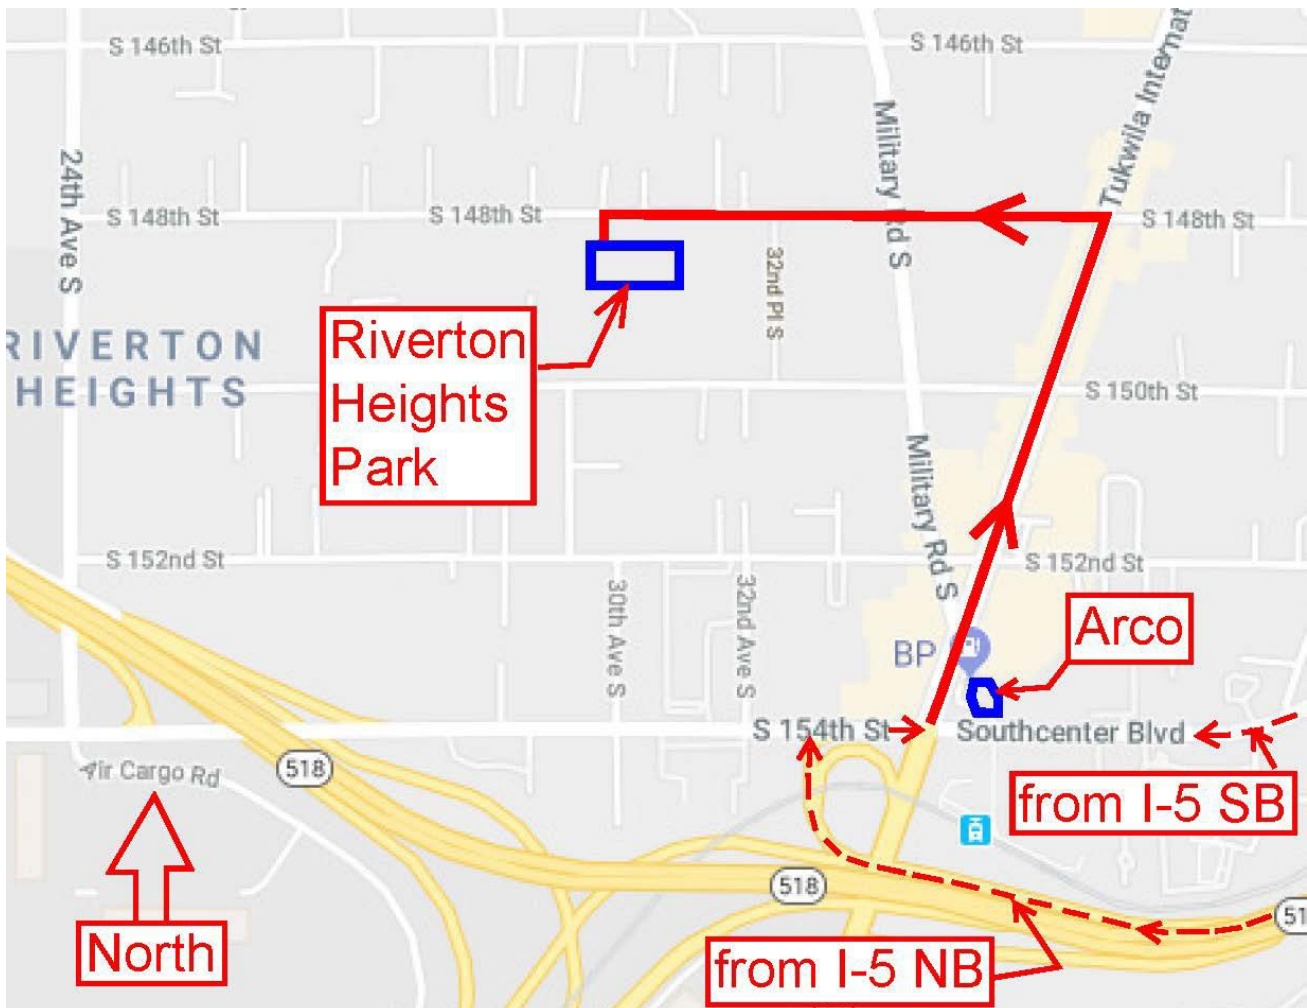 S 146th St
S 146th St
Tukwila Internat
Military Rd S
24th Ave S
S 148th St
S 148th St
S 148th St
32nd Pl S
RIVERTON
HEIGHTS
Riverton
Heights
Park
S 150th St
Military Rd S
S 152nd St
S 152nd St
30th Ave S
32nd Ave S
Arco
BP
S 154th St
Southcenter Blvd
ir Cargo Rd
518
from I-5 SB
518
51
North
from I-5 NB